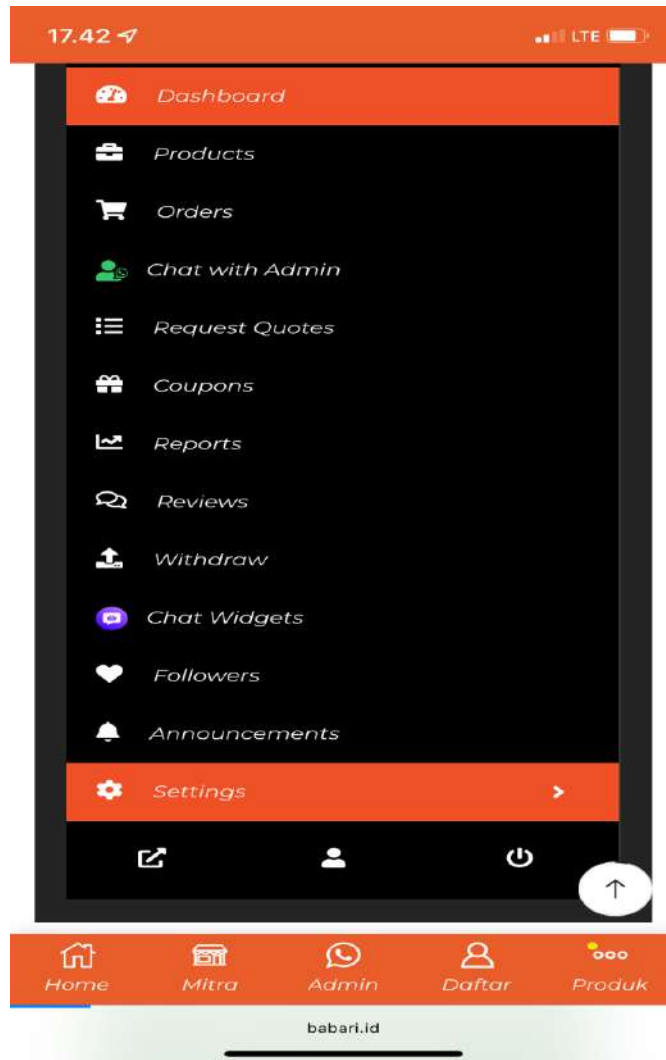 17.42
LTE
Dashboard
Products
Orders
Chat with Admin
Request Quotes
Coupons
Reports
Reviews
Withdraw
Chat Widgets
Followers
Announcements
Settings
Home Mitra Admin Daftar Produk
babari.id